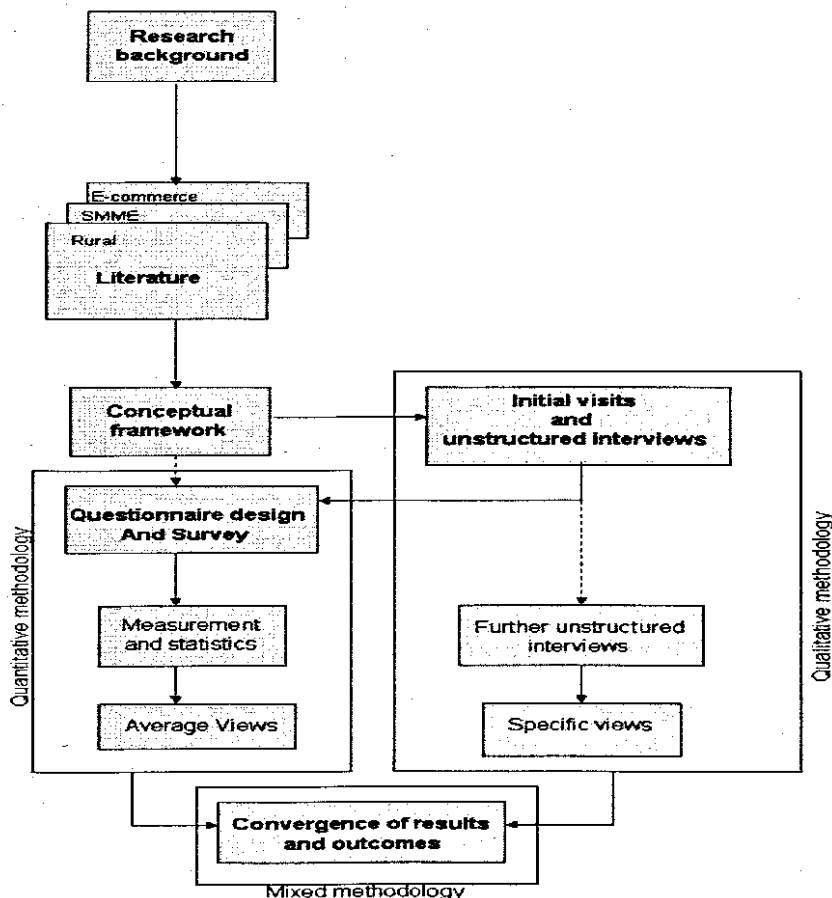 Research
background
E-commerce
SMME
Rural
Literature
Conceptual
framework
Initial visits
and
unstructured interviews
Quantitative methodology
Questionnaire design
And Survey
Measurement
and statistics
Average Views
Further unstructured
interviews
Specific views
Qualitative methodology
Convergence of results
and outcomes
Mixed methodology